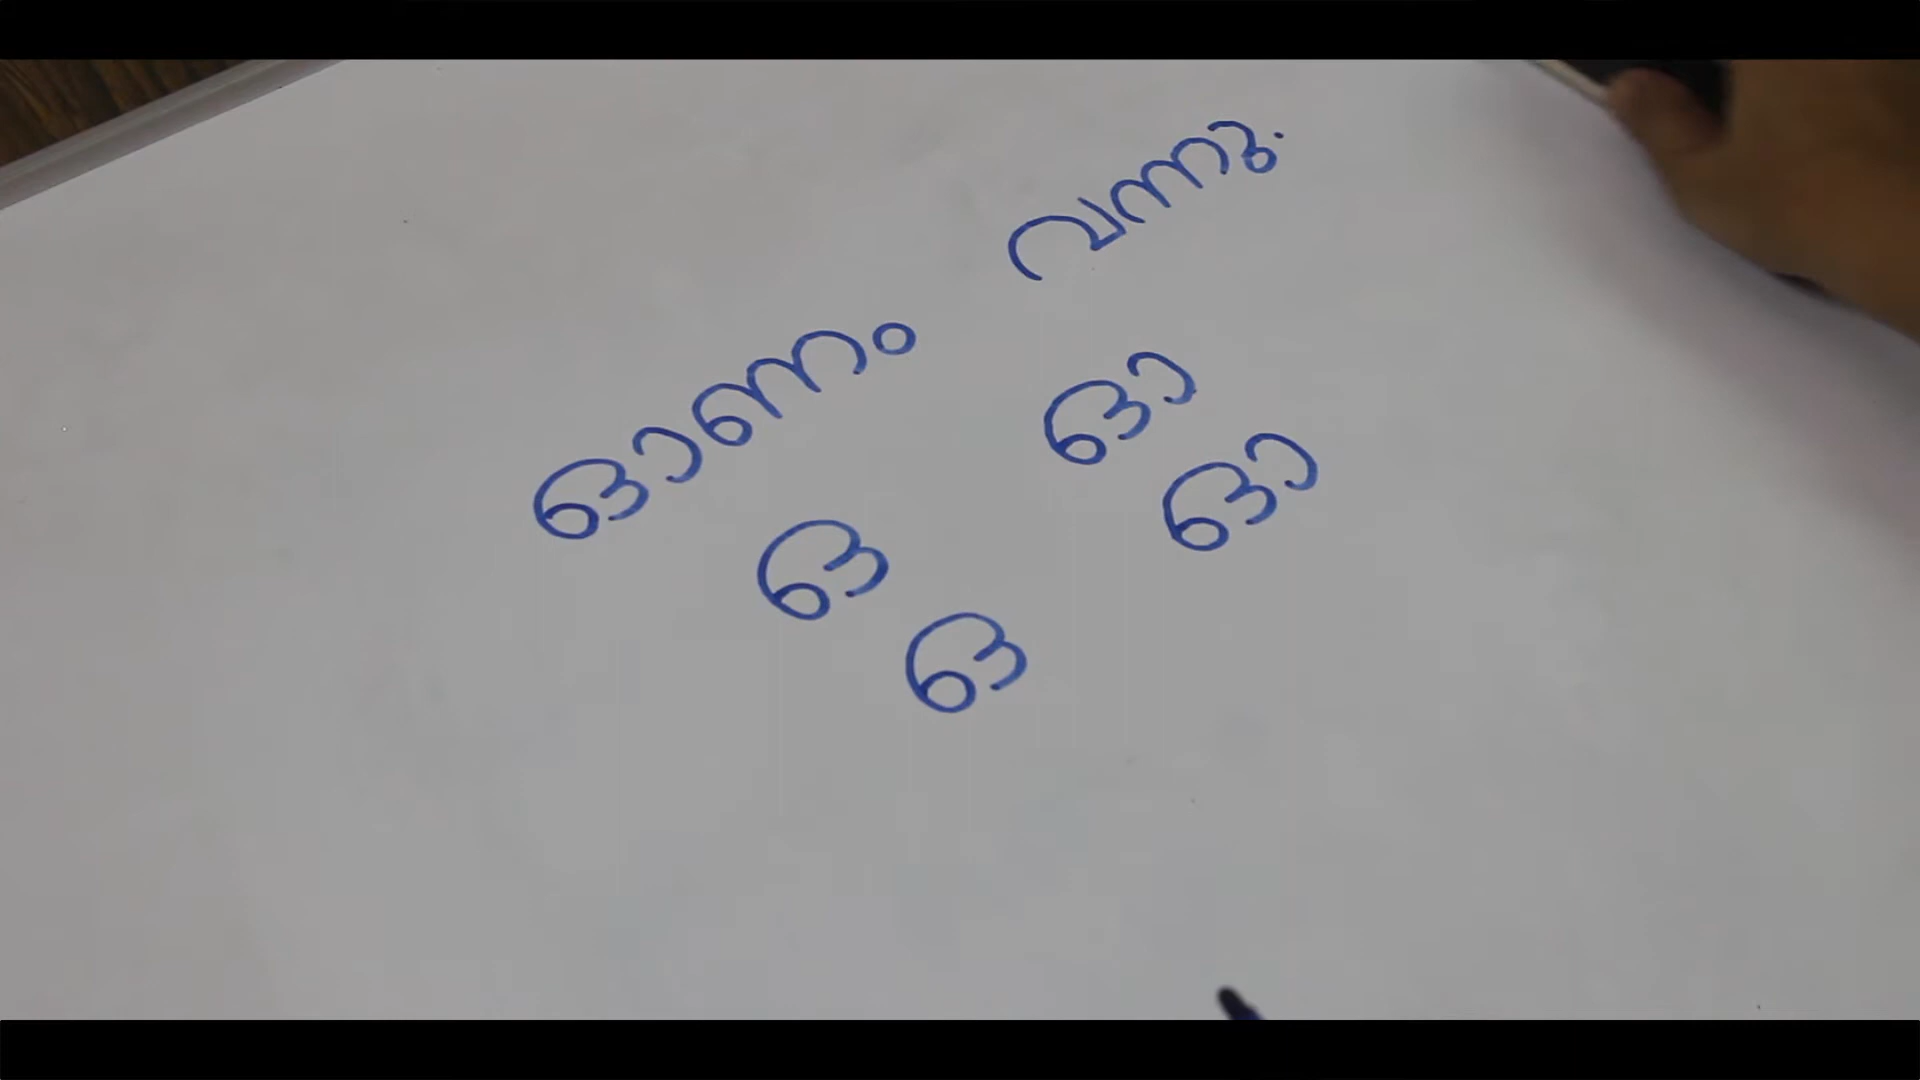 ഓണം വന്നു.
ഒ ഓ
ഒ ഓ